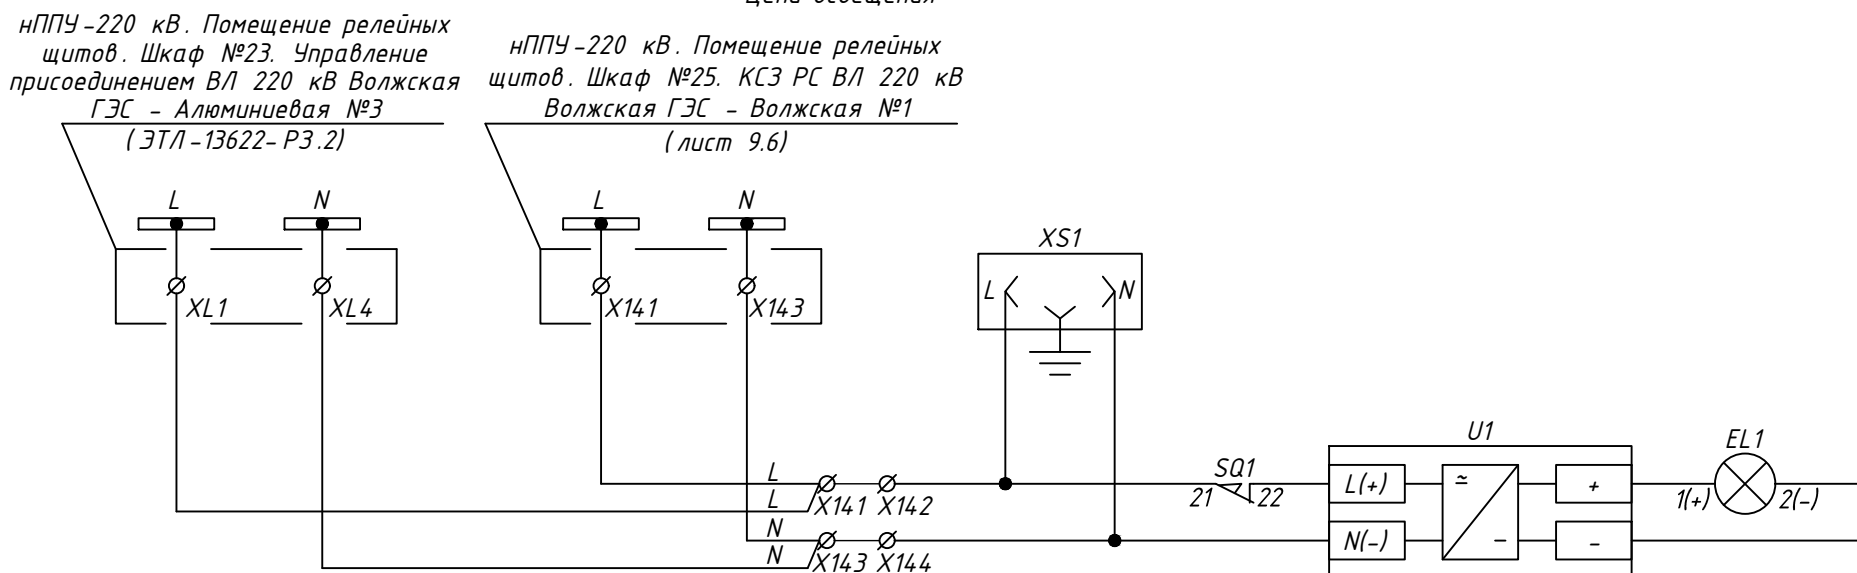 Цепи освещения
нППУ-220 кВ. Помещение релейных
щитов. Шкаф №23. Управление
присоединением ВЛ 220 кВ Волжская
ГЭС - Алюминиевая №3
(ЭТЛ-13622-РЗ.2)
нППУ-220 кВ. Помещение релейных
щитов. Шкаф №25. КСЗ РС ВЛ 220 кВ
Волжская ГЭС - Волжская №1
(лист 9.6)
L N L N
XS1
L N
XL1 XL4 X141 X143
U1
EL1
L
SQ1
L(+) ≃ +
21 22
1(+) 2(-)
L
X141 X142
N
N(-) - -
N
X143 X144